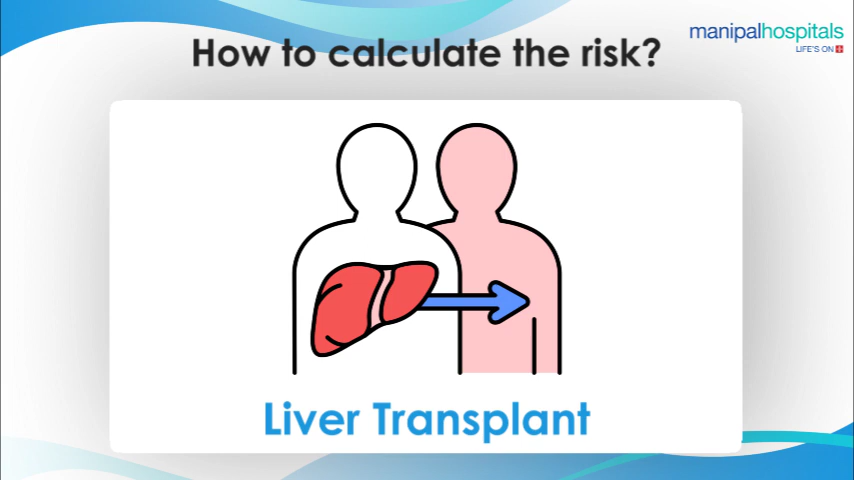 manipalhospitals
LIFE'S ON
How to calculate the risk?
Liver Transplant